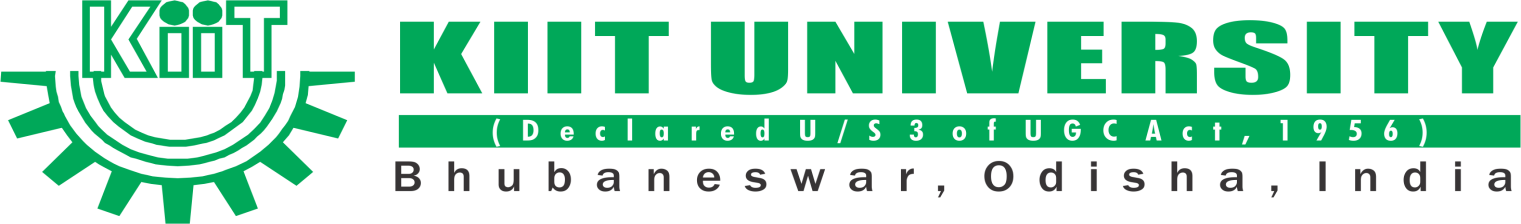 KiiT
KIIT UNIVERSITY
(Declared U/S 3 of UGC Act, 1956)
Bhubaneswar, Odisha, India